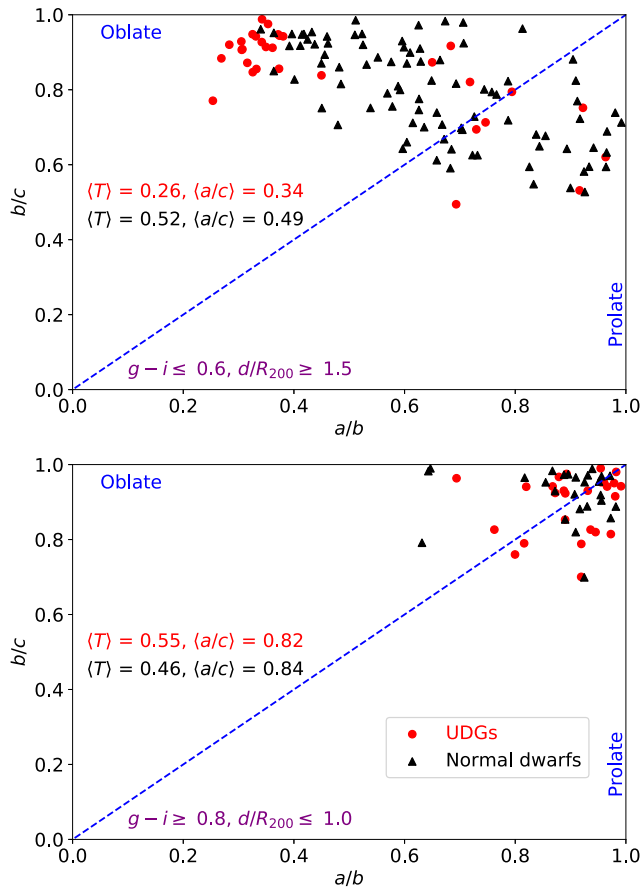 1.0
Oblate
0.8
0.6
b/c
⟨T⟩ = 0.26, ⟨a/c⟩ = 0.34
⟨T⟩ = 0.52, ⟨a/c⟩ = 0.49
0.4
Prolate
0.2
g − i ≤ 0.6, d/R₂₀₀ ≥ 1.5
0.0
0.0 0.2 0.4 0.6 0.8 1.0
a/b
1.0
Oblate
0.8
0.6
b/c
⟨T⟩ = 0.55, ⟨a/c⟩ = 0.82
⟨T⟩ = 0.46, ⟨a/c⟩ = 0.84
0.4
UDGs
Normal dwarfs
Prolate
0.2
g − i ≥ 0.8, d/R₂₀₀ ≤ 1.0
0.0
0.0 0.2 0.4 0.6 0.8 1.0
a/b